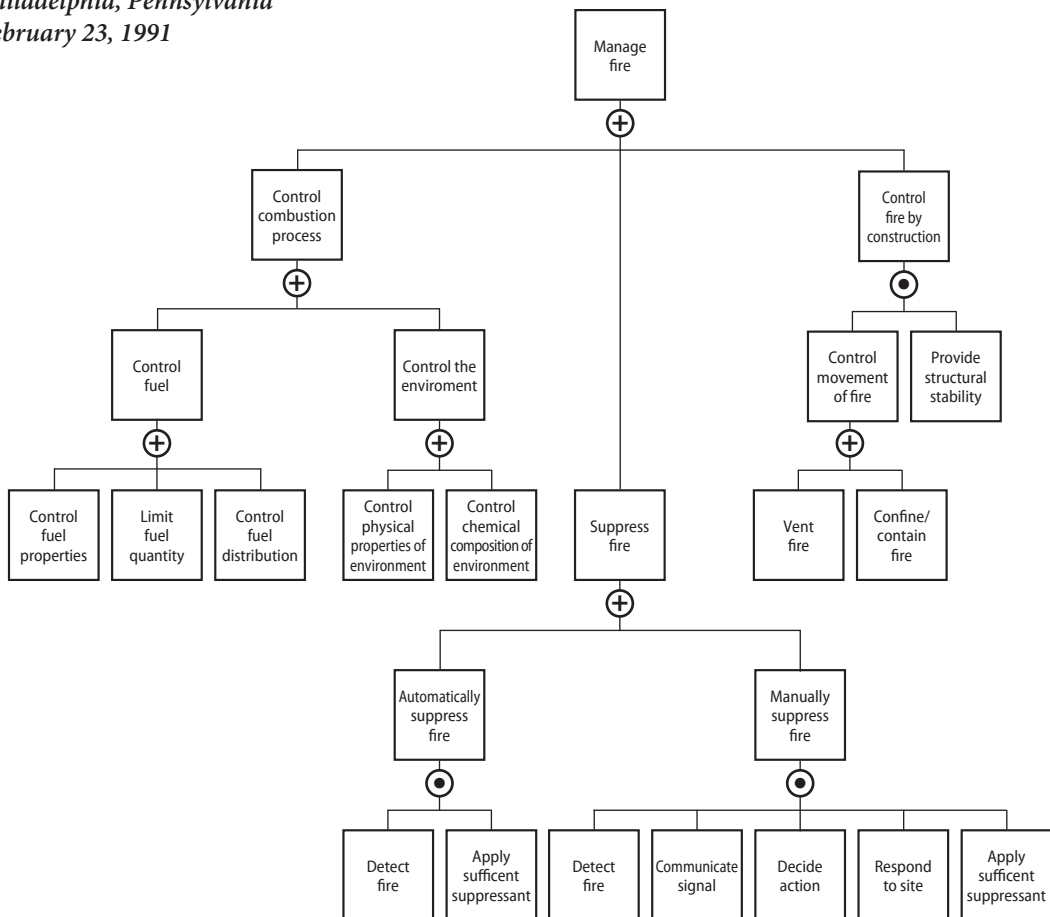 Philadelphia, Pennsylvania
February 23, 1991
Manage
fire
Control
combustion
process
Control
fire by
construction
Control
fuel
Control the
enviroment
Control
movement
of fire
Provide
structural
stability
Control
fuel
properties
Limit
fuel
quantity
Control
fuel
distribution
Control
physical
properties of
environment
Control
chemical
composition of
environment
Suppress
fire
Vent
fire
Confine/
contain
fire
Automatically
suppress
fire
Manually
suppress
fire
Detect
fire
Apply
sufficent
suppressant
Detect
fire
Communicate
signal
Decide
action
Respond
to site
Apply
sufficent
suppressant